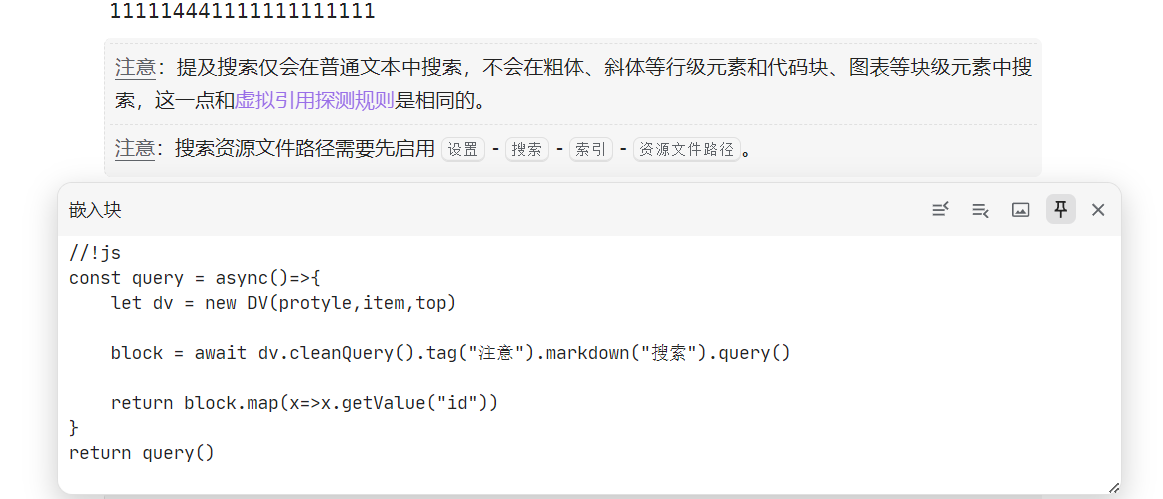 111114441111111111111
注意：提及搜索仅会在普通文本中搜索，不会在粗体、斜体等行级元素和代码块、图表等块级元素中搜
索，这一点和虚拟引用探测规则是相同的。
注意：搜索资源文件路径需要先启用 设置 - 搜索 - 索引 - 资源文件路径。
嵌入块
//!js
const query = async()=>{
    let dv = new DV(protyle,item,top)
    block = await dv.cleanQuery().tag("注意").markdown("搜索").query()
    return block.map(x=>x.getValue("id"))
}
return query()